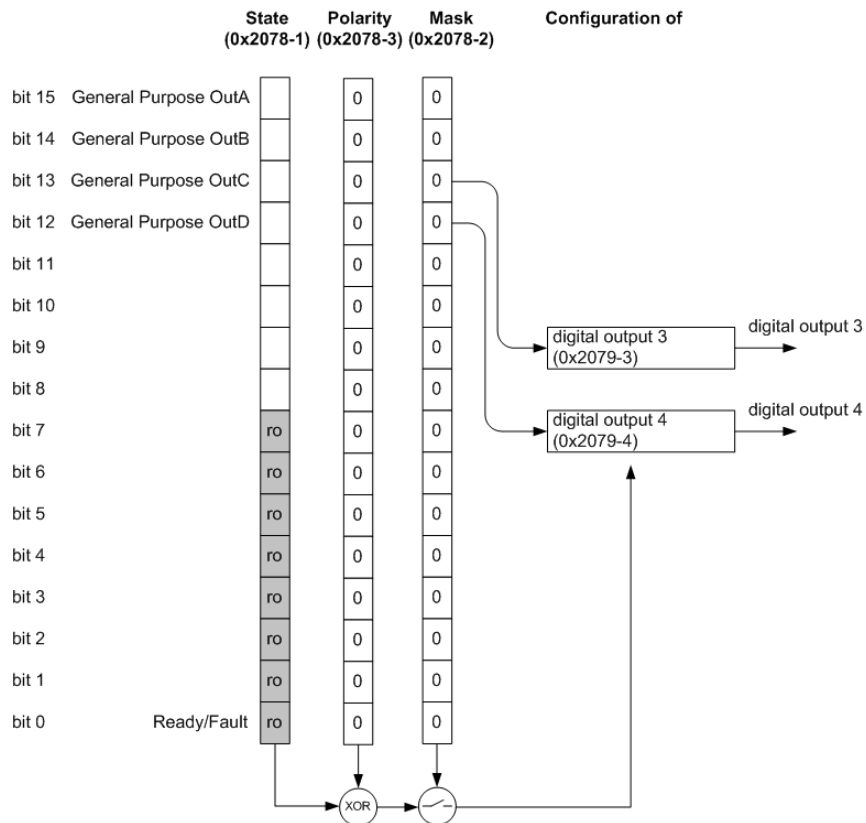 State Polarity Mask Configuration of
(0x2078-1) (0x2078-3) (0x2078-2)
bit 15 General Purpose OutA 0 0
bit 14 General Purpose OutB 0 0
bit 13 General Purpose OutC 0 0
bit 12 General Purpose OutD 0 0
bit 11 0 0
bit 10 0 0
digital output 3
bit 9 0 0 digital output 3
(0x2079-3)
bit 8 0 0
digital output 4
bit 7 ro 0 0 digital output 4
(0x2079-4)
bit 6 ro 0 0
bit 5 ro 0 0
bit 4 ro 0 0
bit 3 ro 0 0
bit 2 ro 0 0
bit 1 ro 0 0
bit 0 Ready/Fault ro 0 0
XOR